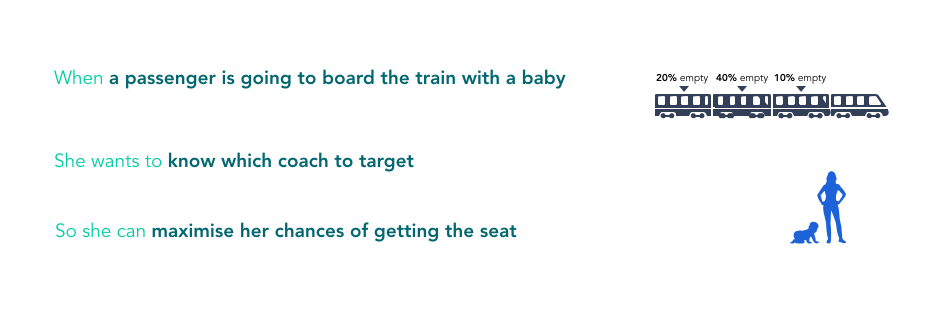 When a passenger is going to board the train with a baby
20% empty 40% empty 10% empty
She wants to know which coach to target
So she can maximise her chances of getting the seat